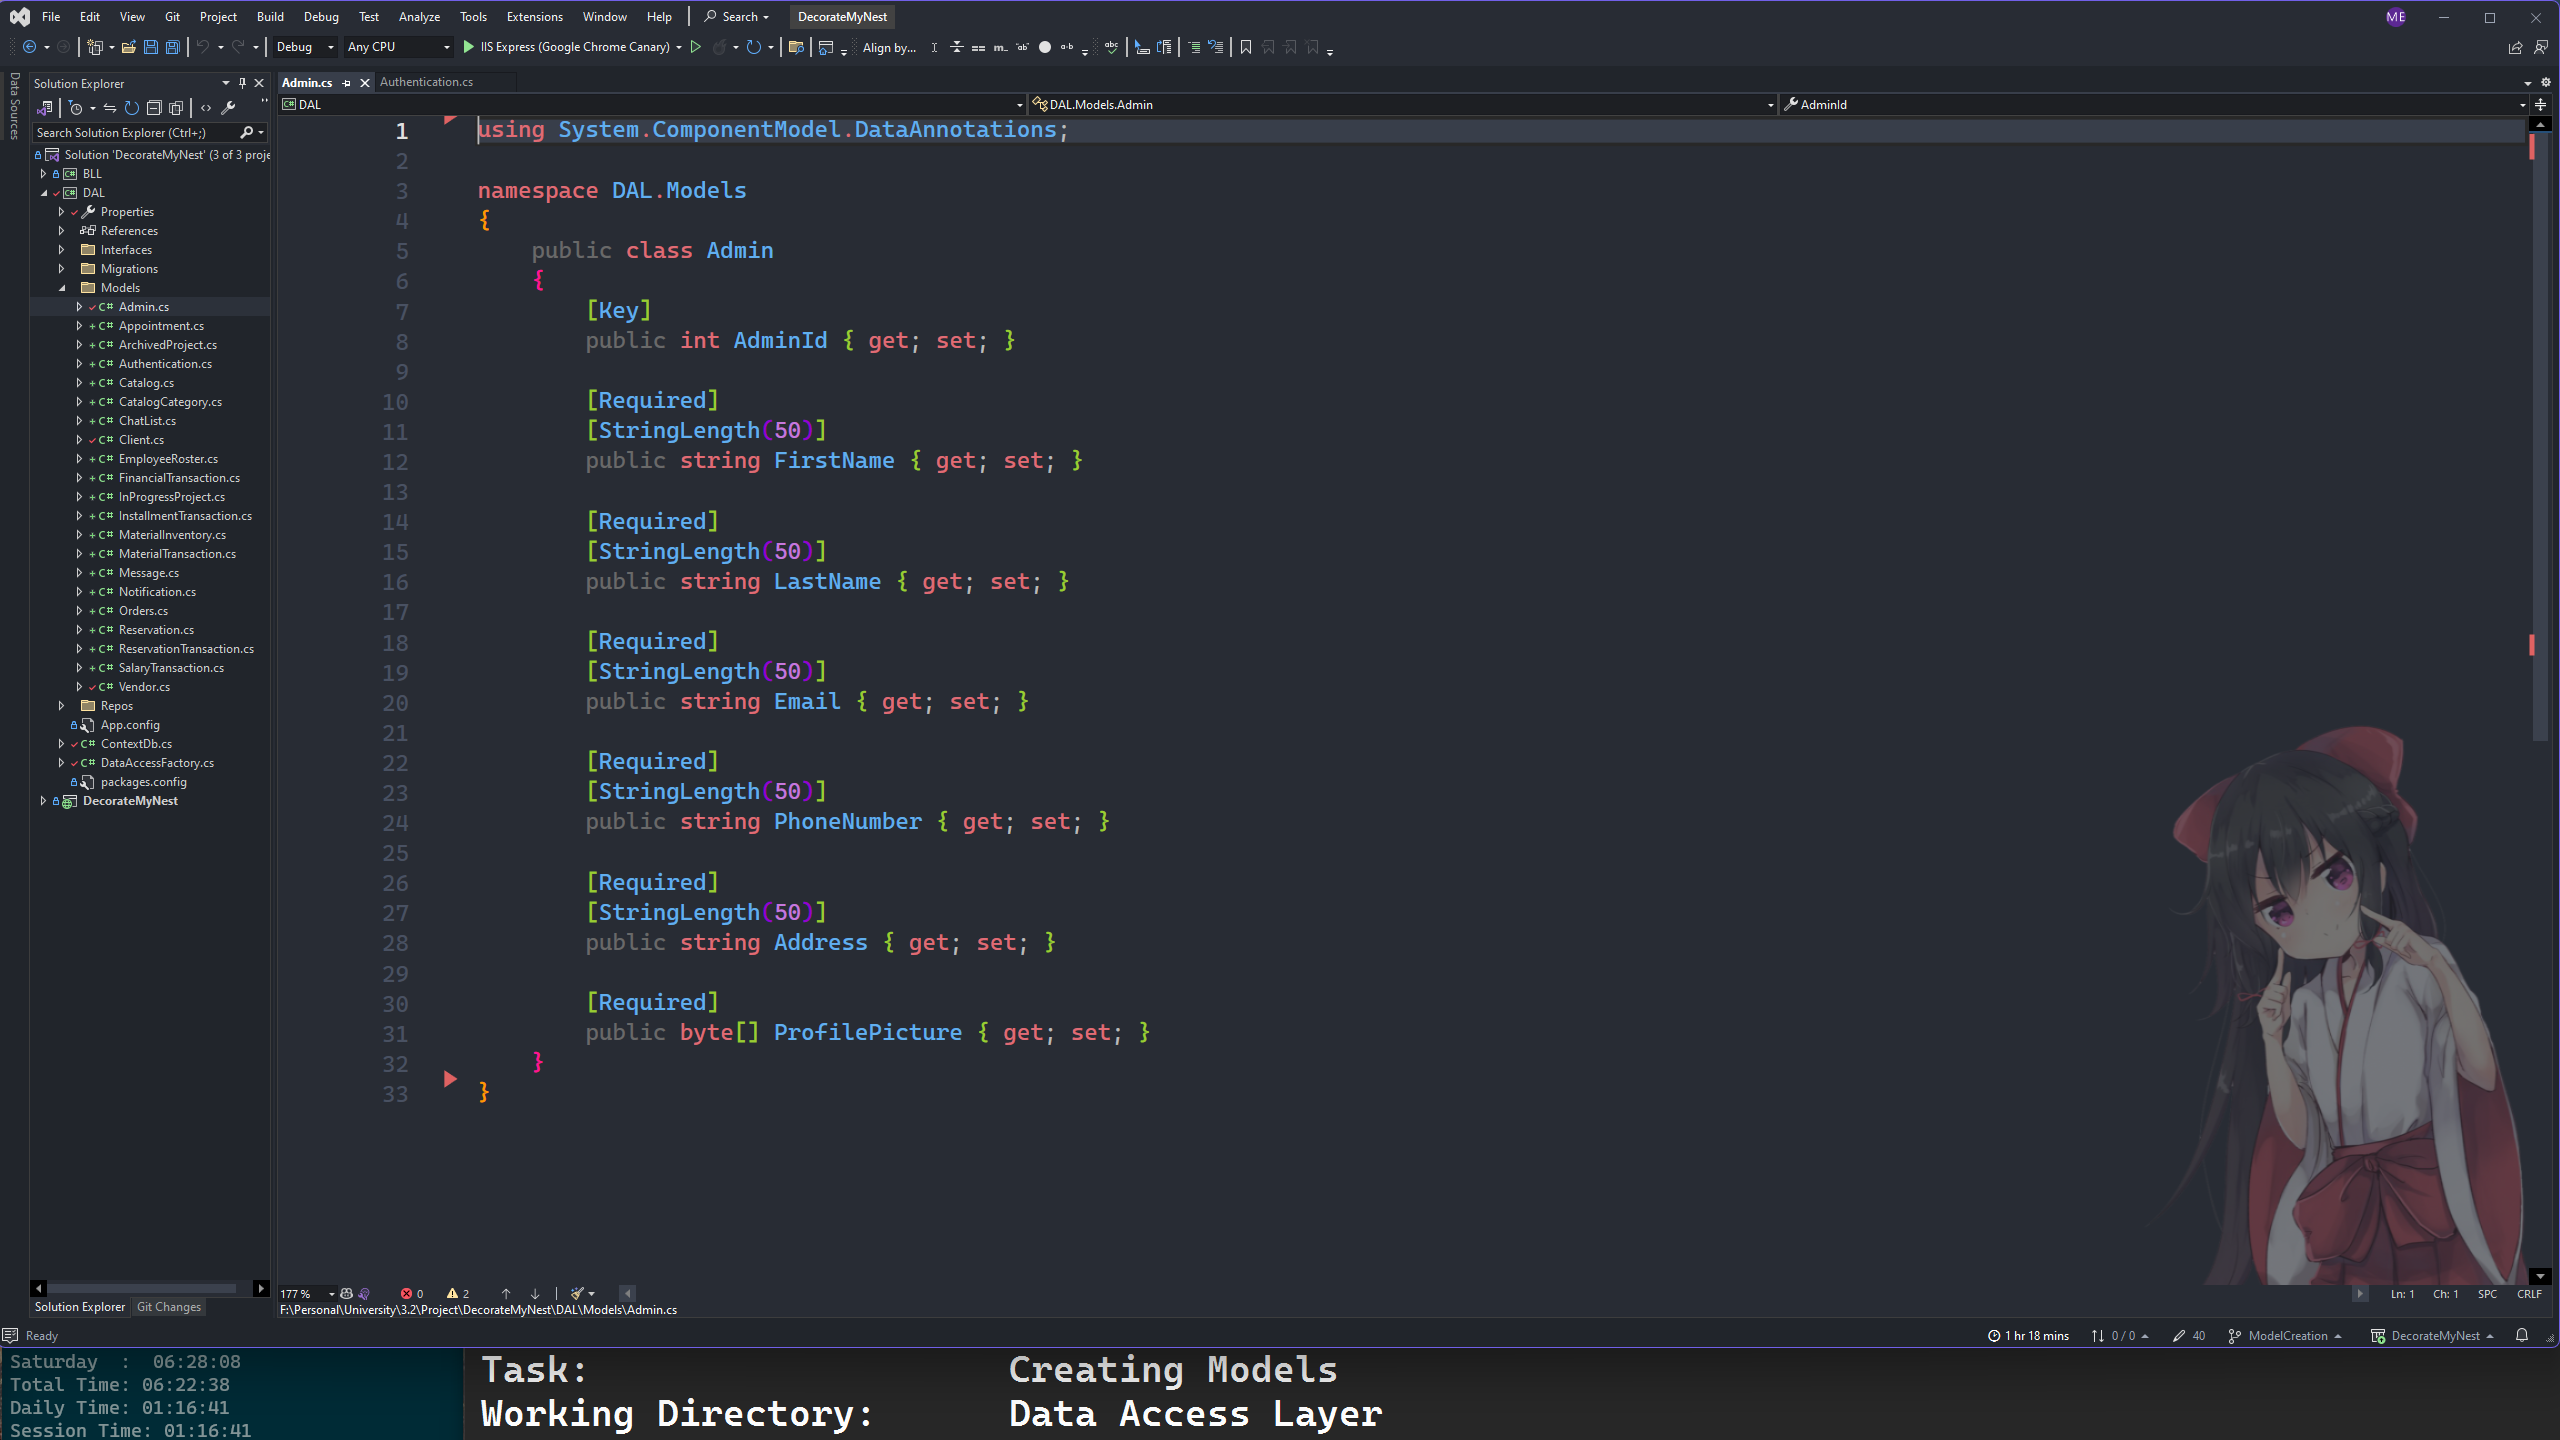 File Edit View Git Project Build Debug Test Analyze Tools Extensions Window Help Search DecorateMyNest ME
Debug Any CPU IIS Express (Google Chrome Canary) Align by...
Data Sources
Solution Explorer
Search Solution Explorer (Ctrl+;)
Solution 'DecorateMyNest' (3 of 3 proje
BLL
DAL
Properties
References
Interfaces
Migrations
Models
C# Admin.cs
C# Appointment.cs
C# ArchivedProject.cs
C# Authentication.cs
C# Catalog.cs
C# CatalogCategory.cs
C# ChatList.cs
C# Client.cs
C# EmployeeRoster.cs
C# FinancialTransaction.cs
C# InProgressProject.cs
C# InstallmentTransaction.cs
C# MaterialInventory.cs
C# MaterialTransaction.cs
C# Message.cs
C# Notification.cs
C# Orders.cs
C# Reservation.cs
C# ReservationTransaction.cs
C# SalaryTransaction.cs
C# Vendor.cs
Repos
App.config
C# ContextDb.cs
C# DataAccessFactory.cs
packages.config
DecorateMyNest
Solution Explorer Git Changes
Admin.cs Authentication.cs
DAL DAL.Models.Admin AdminId
1 using System.ComponentModel.DataAnnotations;
2
3 namespace DAL.Models
4 {
5 public class Admin
6 {
7 [Key]
8 public int AdminId { get; set; }
9
10 [Required]
11 [StringLength(50)]
12 public string FirstName { get; set; }
13
14 [Required]
15 [StringLength(50)]
16 public string LastName { get; set; }
17
18 [Required]
19 [StringLength(50)]
20 public string Email { get; set; }
21
22 [Required]
23 [StringLength(50)]
24 public string PhoneNumber { get; set; }
25
26 [Required]
27 [StringLength(50)]
28 public string Address { get; set; }
29
30 [Required]
31 public byte[] ProfilePicture { get; set; }
32 }
33 }
177 % 0 2 Ln: 1 Ch: 1 SPC CRLF
F:\Personal\University\3.2\Project\DecorateMyNest\DAL\Models\Admin.cs
Ready 1 hr 18 mins 0 / 0 40 ModelCreation DecorateMyNest
Saturday : 06:28:08
Total Time: 06:22:38
Daily Time: 01:16:41
Session Time: 01:16:41
Task: Creating Models
Working Directory: Data Access Layer